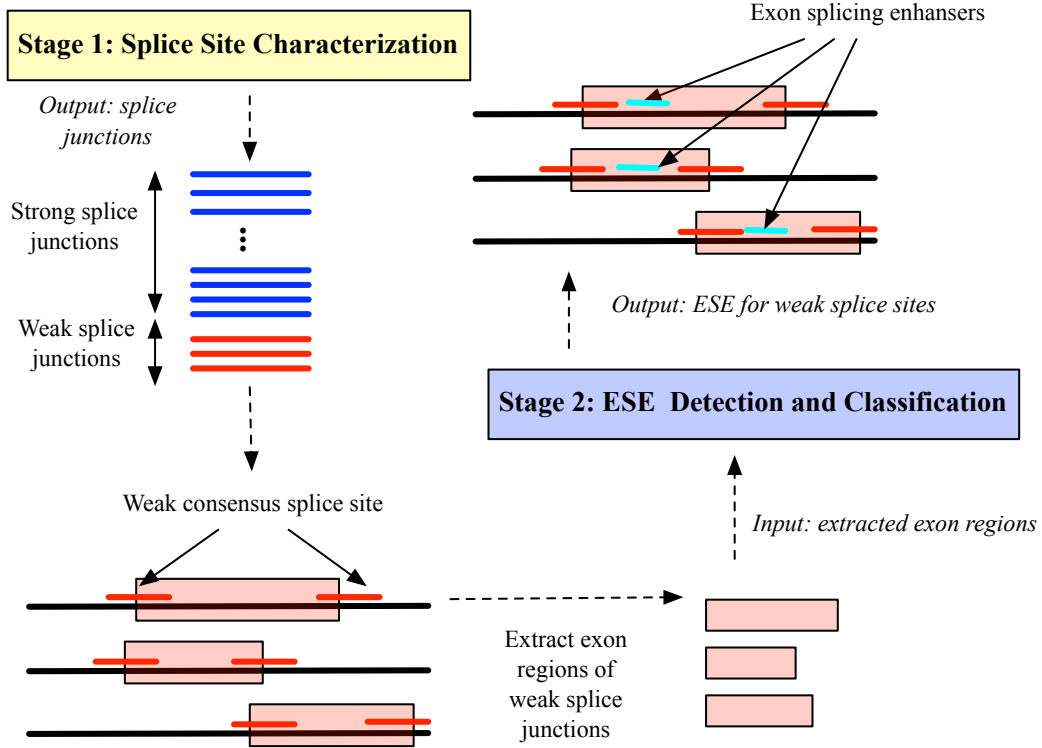 Stage 1: Splice Site Characterization
Output: splice
junctions
Strong splice
junctions
Weak splice
junctions
Weak consensus splice site
Extract exon
regions of
weak splice
junctions
Input: extracted exon regions
Stage 2: ESE  Detection and Classification
Output: ESE for weak splice sites
Exon splicing enhansers